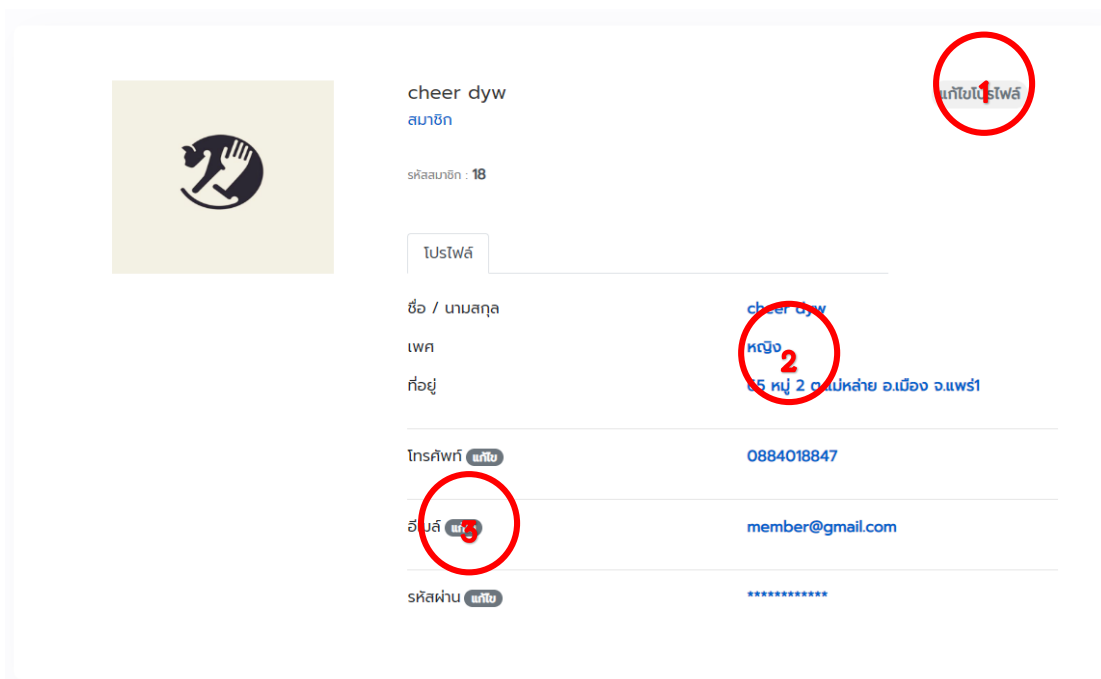 cheer dyw
สมาชิก
1
แก้ไขโปรไฟล์
รหัสสมาชิก : 18
โปรไฟล์
ชื่อ / นามสกุล cheer dyw
เพศ หญิง
2
ที่อยู่ 65 หมู่ 2 ต.แม่หล่าย อ.เมือง จ.แพร่1
โทรศัพท์ แก้ไข 0884018847
อีเมล์ แก้ไข member@gmail.com
3
รหัสผ่าน แก้ไข ************